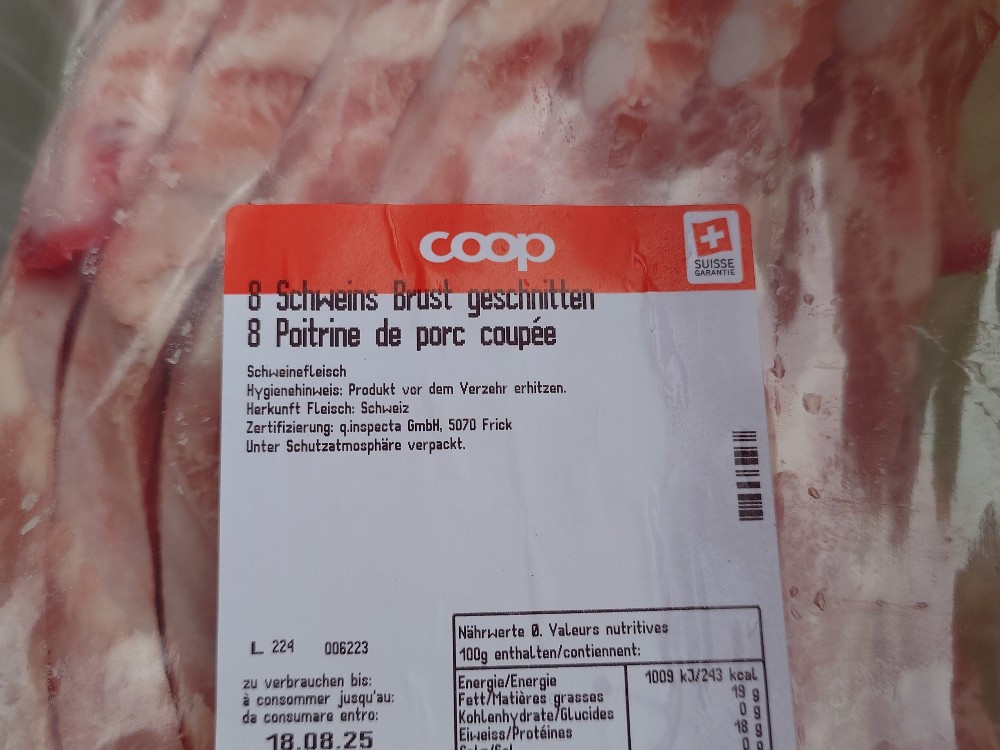 coop
SUISSE
GARANTIE
8 Schweins Brust geschnitten
8 Poitrine de porc coupée
Schweinefleisch
Hygienehinweis: Produkt vor dem Verzehr erhitzen.
Herkunft Fleisch: Schweiz
Zertifizierung: q.inspecta GmbH, 5070 Frick
Unter Schutzatmosphäre verpackt.
L 224 006223
zu verbrauchen bis:
à consommer jusqu'au:
da consumare entro:
18.08.25
Nährwerte Ø. Valeurs nutritives
100g enthalten/contiennent:
Energie/Energie 1009 kJ/243 kcal
Fett/Matières grasses 19 g
Kohlenhydrate/Glucides 0 g
Eiweiss/Protéines 18 g